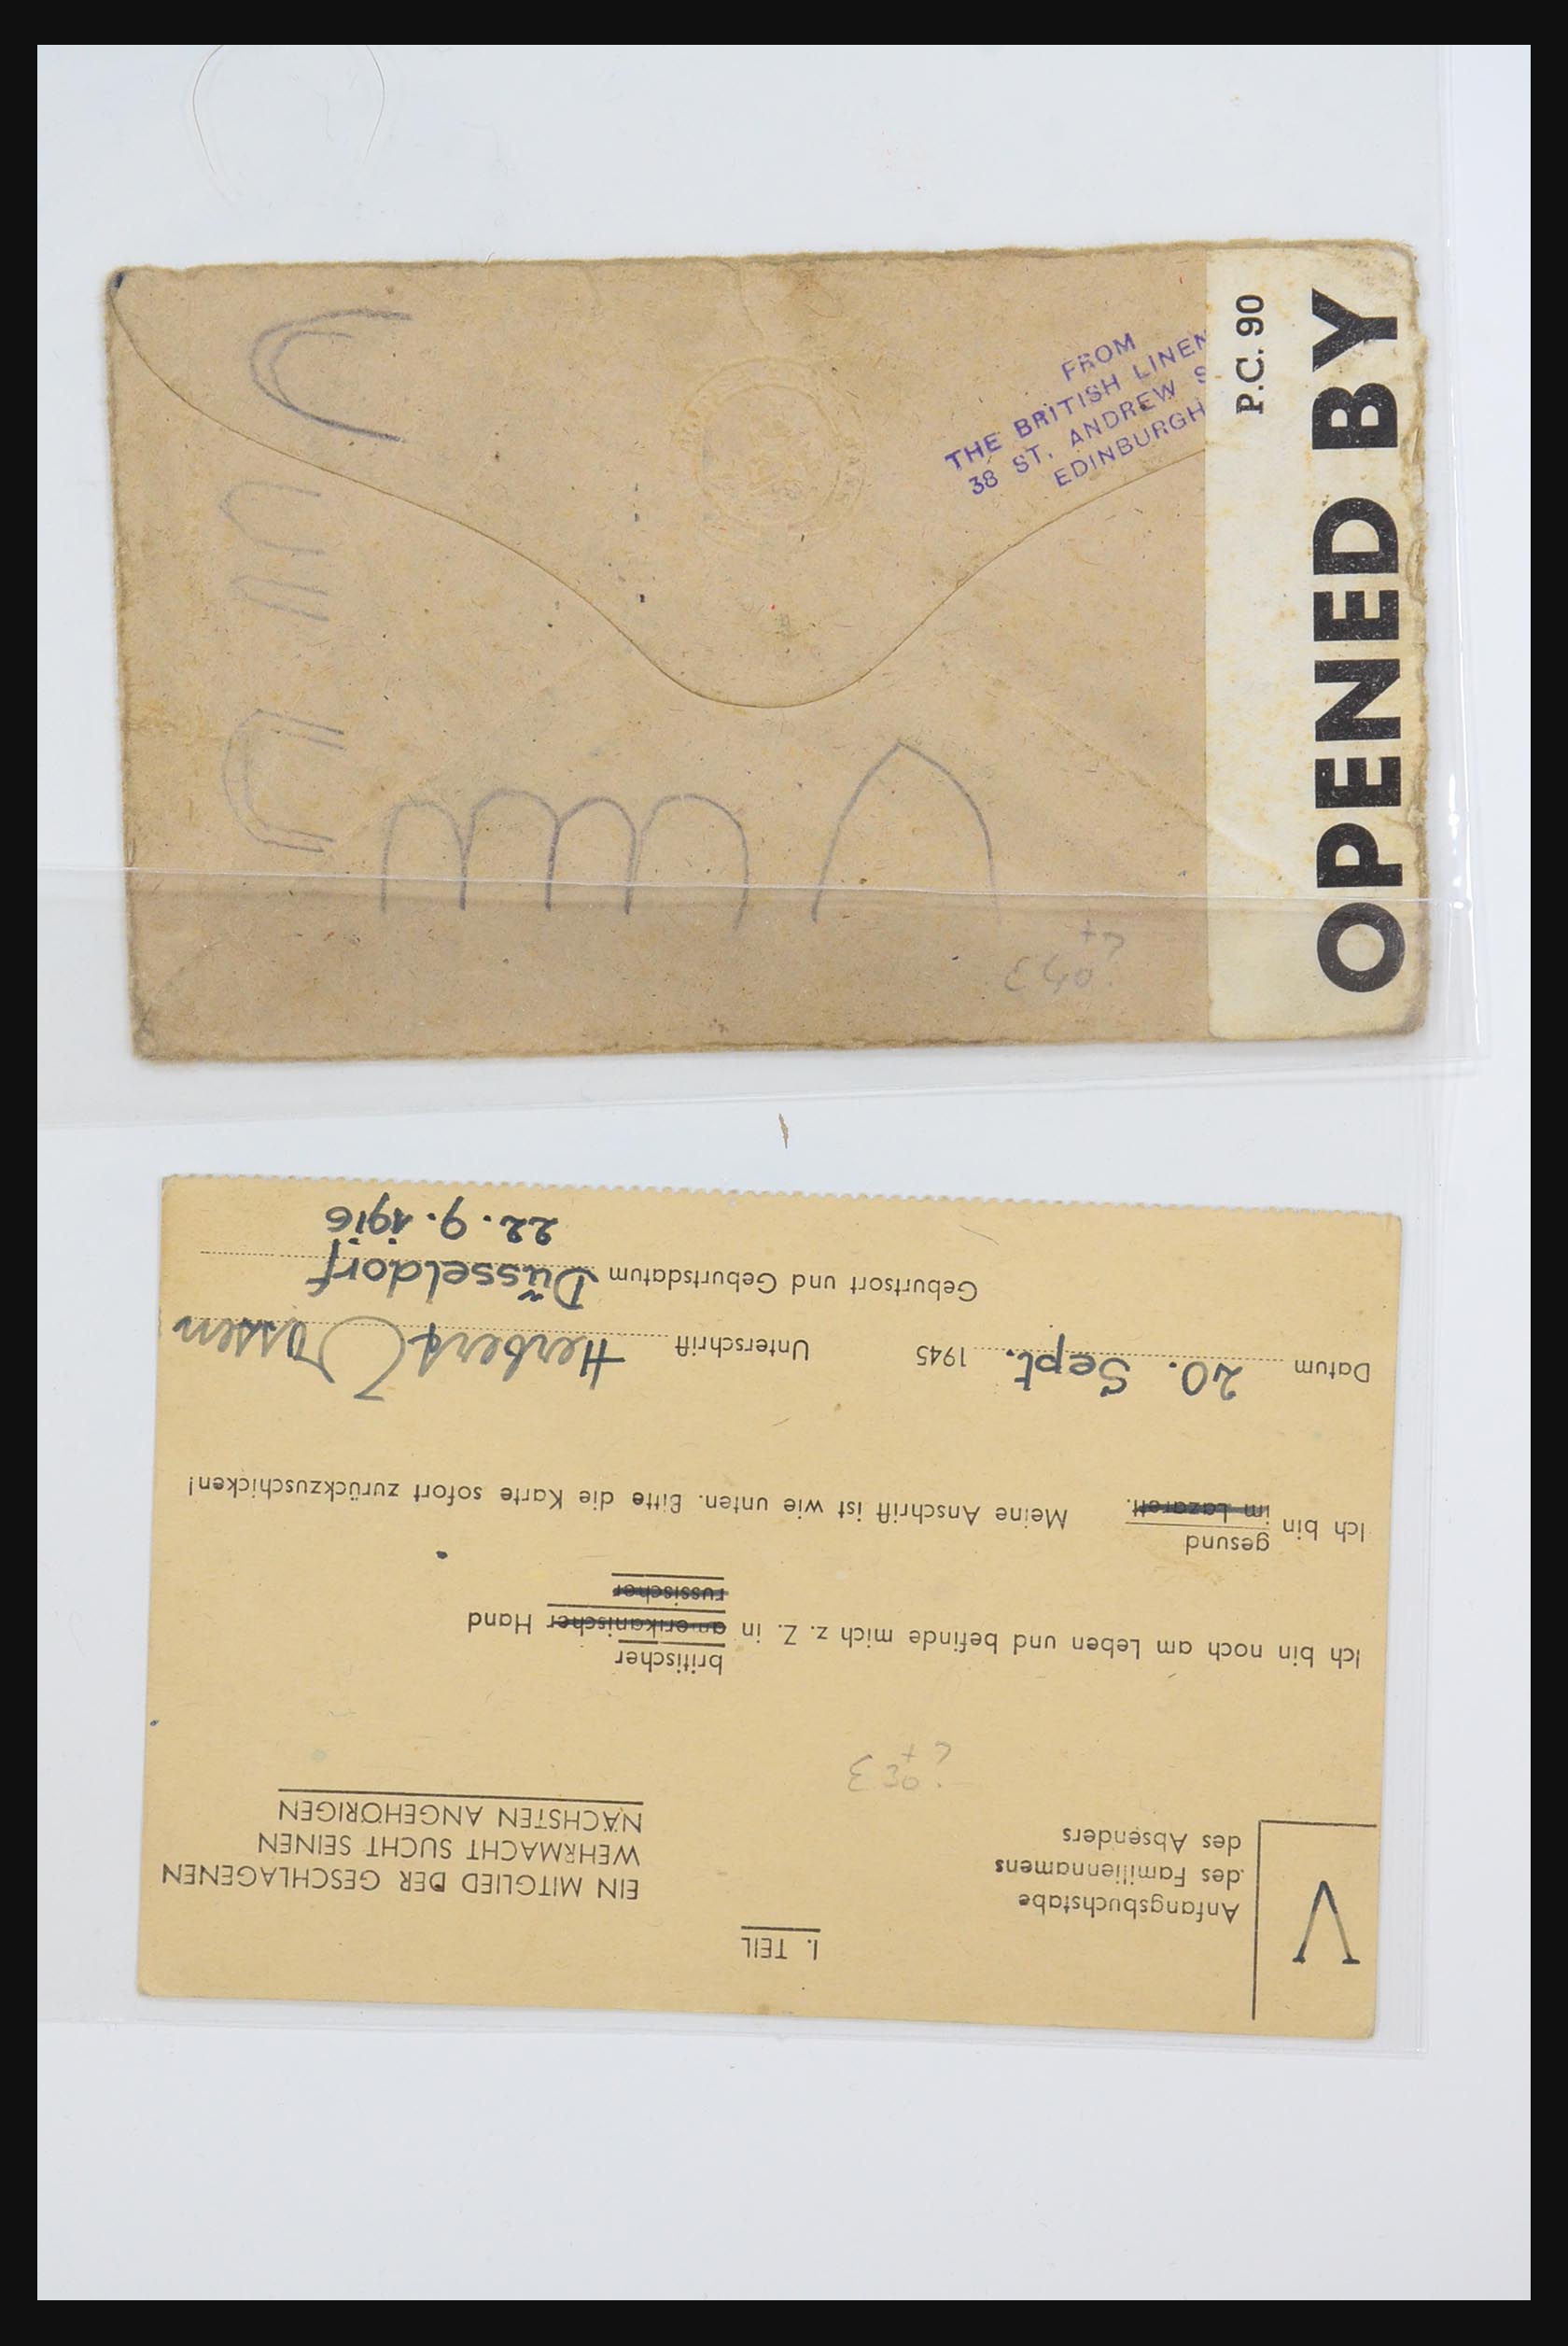 FROM
THE BRITISH LINEN
38 ST. ANDREW S
EDINBURGH
P.C. 90
OPENED BY
V
Anfangsbuchstabe
des Familiennamens
des Absenders
I. TEIL
EIN MITGLIED DER GESCHLAGENEN
WEHRMACHT SUCHT SEINEN
NÄCHSTEN ANGEHÖRIGEN
britischer
Ich bin noch am Leben und befinde mich z. Z. in amerikanischer Hand
russischer
gesund
Ich bin im Lazarett. Meine Anschrift ist wie unten. Bitte die Karte sofort zurückzuschicken!
Datum 20. Sept. 1945 Unterschrift Herbert Vossen
Geburtsort und Geburtsdatum Düsseldorf
22. 9. 1916